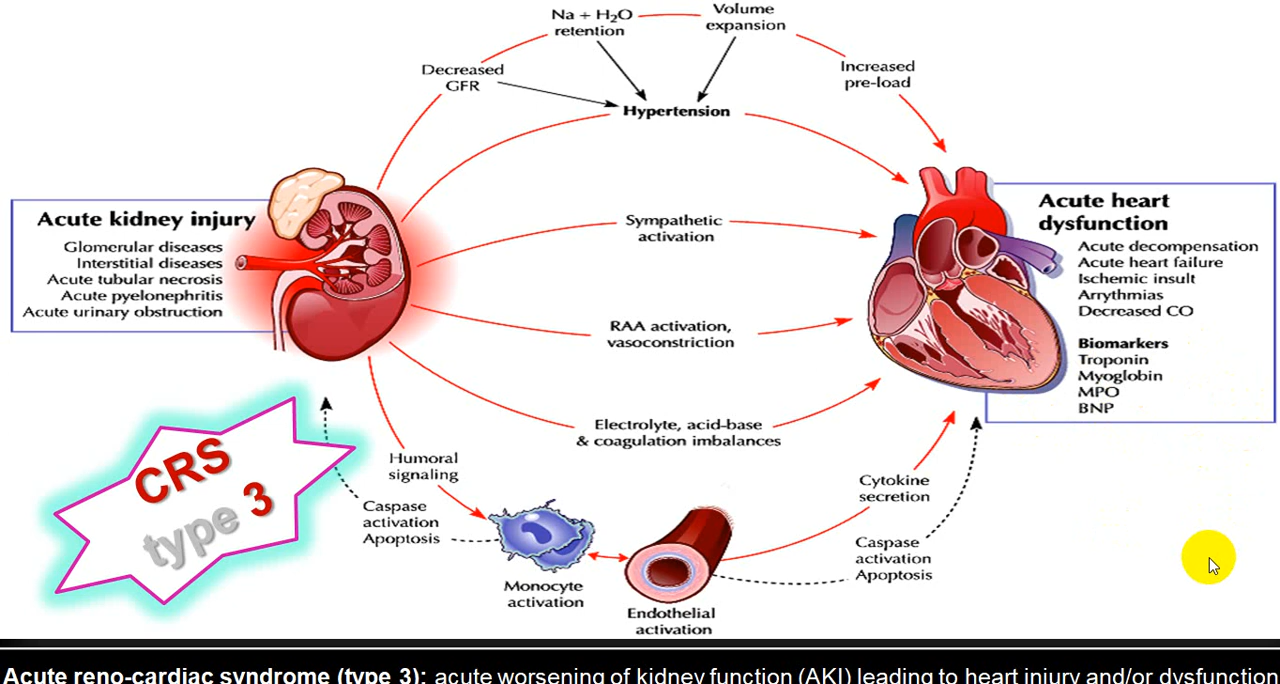 Na + H₂O
retention
Volume
expansion
Decreased
GFR
Increased
pre-load
Hypertension
Acute kidney injury
Glomerular diseases
Interstitial diseases
Acute tubular necrosis
Acute pyelonephritis
Acute urinary obstruction
Sympathetic
activation
RAA activation,
vasoconstriction
Electrolyte, acid-base
& coagulation imbalances
Acute heart
dysfunction
Acute decompensation
Acute heart failure
Ischemic insult
Arrythmias
Decreased CO
Biomarkers
Troponin
Myoglobin
MPO
BNP
CRS
type 3
Humoral
signaling
Caspase
activation
Apoptosis
Monocyte
activation
Endothelial
activation
Cytokine
secretion
Caspase
activation
Apoptosis
Acute reno-cardiac syndrome (type 3): acute worsening of kidney function (AKI) leading to heart injury and/or dysfunction